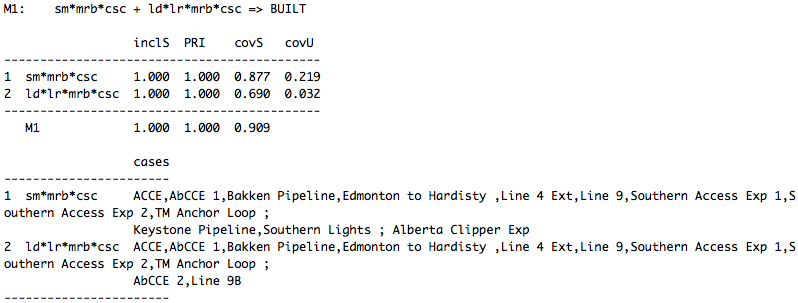 M1: sm*mrb*csc + ld*lr*mrb*csc => BUILT
inclS PRI covS covU
-------------------------------------------
1 sm*mrb*csc 1.000 1.000 0.877 0.219
2 ld*lr*mrb*csc 1.000 1.000 0.690 0.032
-------------------------------------------
M1 1.000 1.000 0.909
cases
-----------------------
1 sm*mrb*csc ACCE,AbCCE 1,Bakken Pipeline,Edmonton to Hardisty ,Line 4 Ext,Line 9,Southern Access Exp 1,S
outhern Access Exp 2,TM Anchor Loop ;
Keystone Pipeline,Southern Lights ; Alberta Clipper Exp
2 ld*lr*mrb*csc ACCE,AbCCE 1,Bakken Pipeline,Edmonton to Hardisty ,Line 4 Ext,Line 9,Southern Access Exp 1,S
outhern Access Exp 2,TM Anchor Loop ;
AbCCE 2,Line 9B
-----------------------